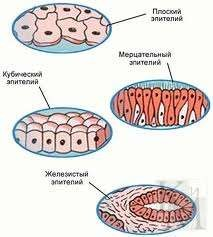 Плоский
эпителий
Мерцательный
эпителий
Кубический
эпителий
Железистый
эпителий